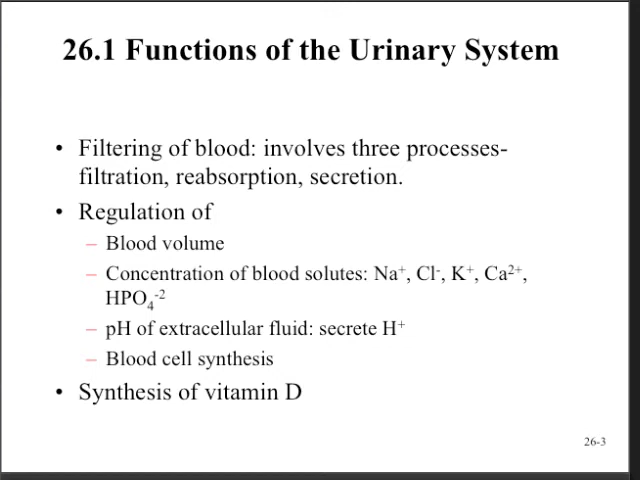 26.1 Functions of the Urinary System
• Filtering of blood: involves three processes-
filtration, reabsorption, secretion.
• Regulation of
– Blood volume
– Concentration of blood solutes: Na⁺, Cl⁻, K⁺, Ca²⁺,
HPO₄⁻²
– pH of extracellular fluid: secrete H⁺
– Blood cell synthesis
• Synthesis of vitamin D
26-3